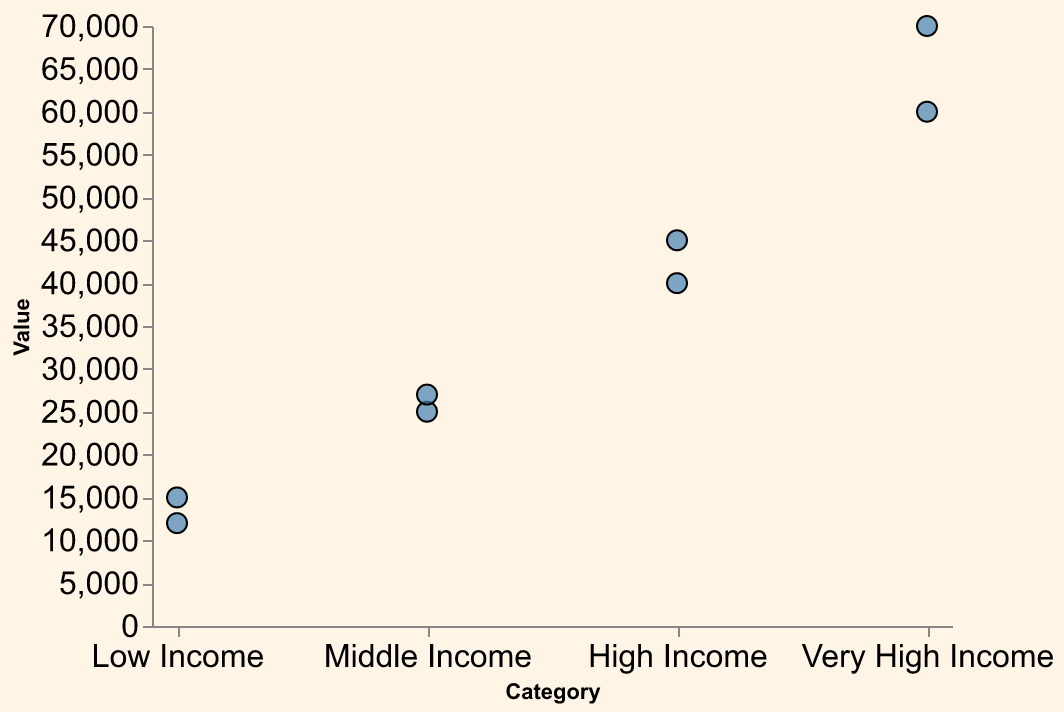 70,000
65,000
60,000
55,000
50,000
45,000
40,000
35,000
30,000
25,000
20,000
15,000
10,000
5,000
0
Value
Low Income
Middle Income
High Income
Very High Income
Category